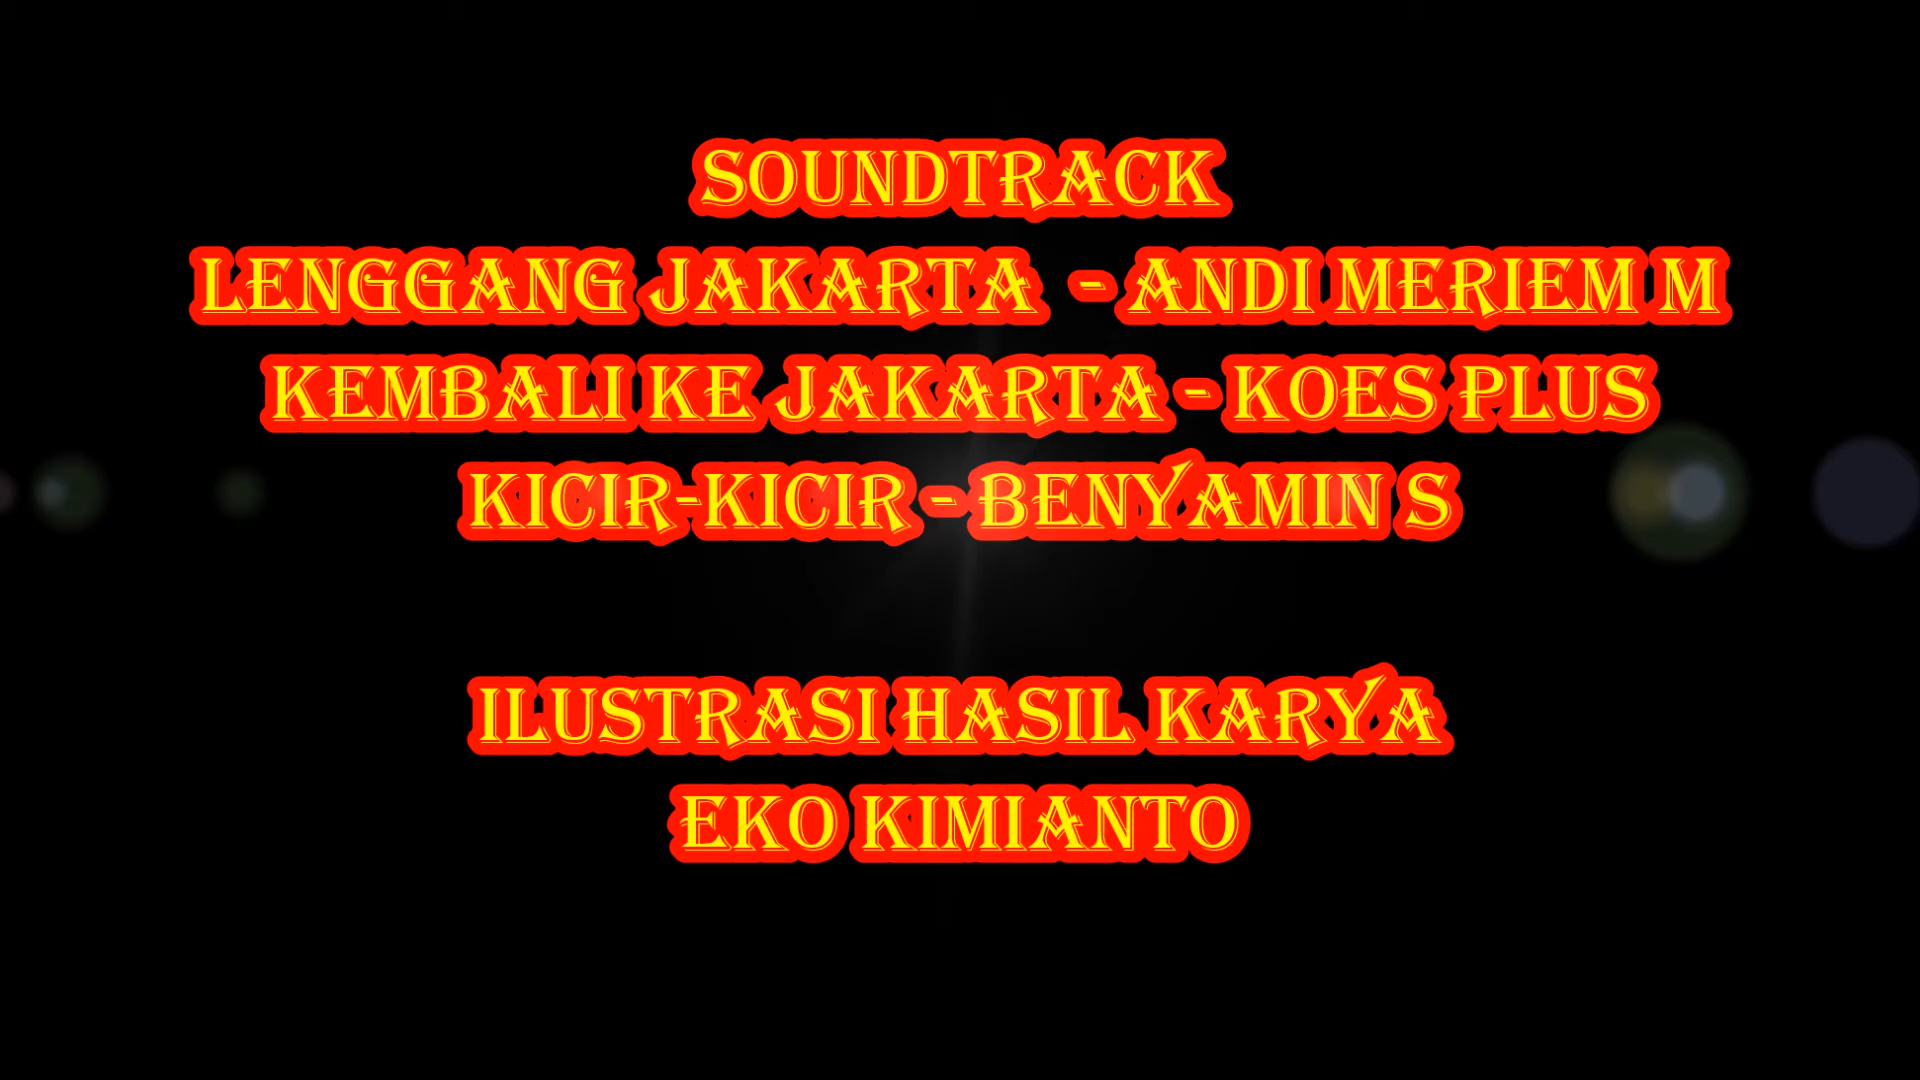 SOUNDTRACK
LENGGANG JAKARTA - ANDI MERIEM M
KEMBALI KE JAKARTA - KOES PLUS
KICIR-KICIR - BENYAMIN S
ILUSTRASI HASIL KARYA
EKO KIMIANTO